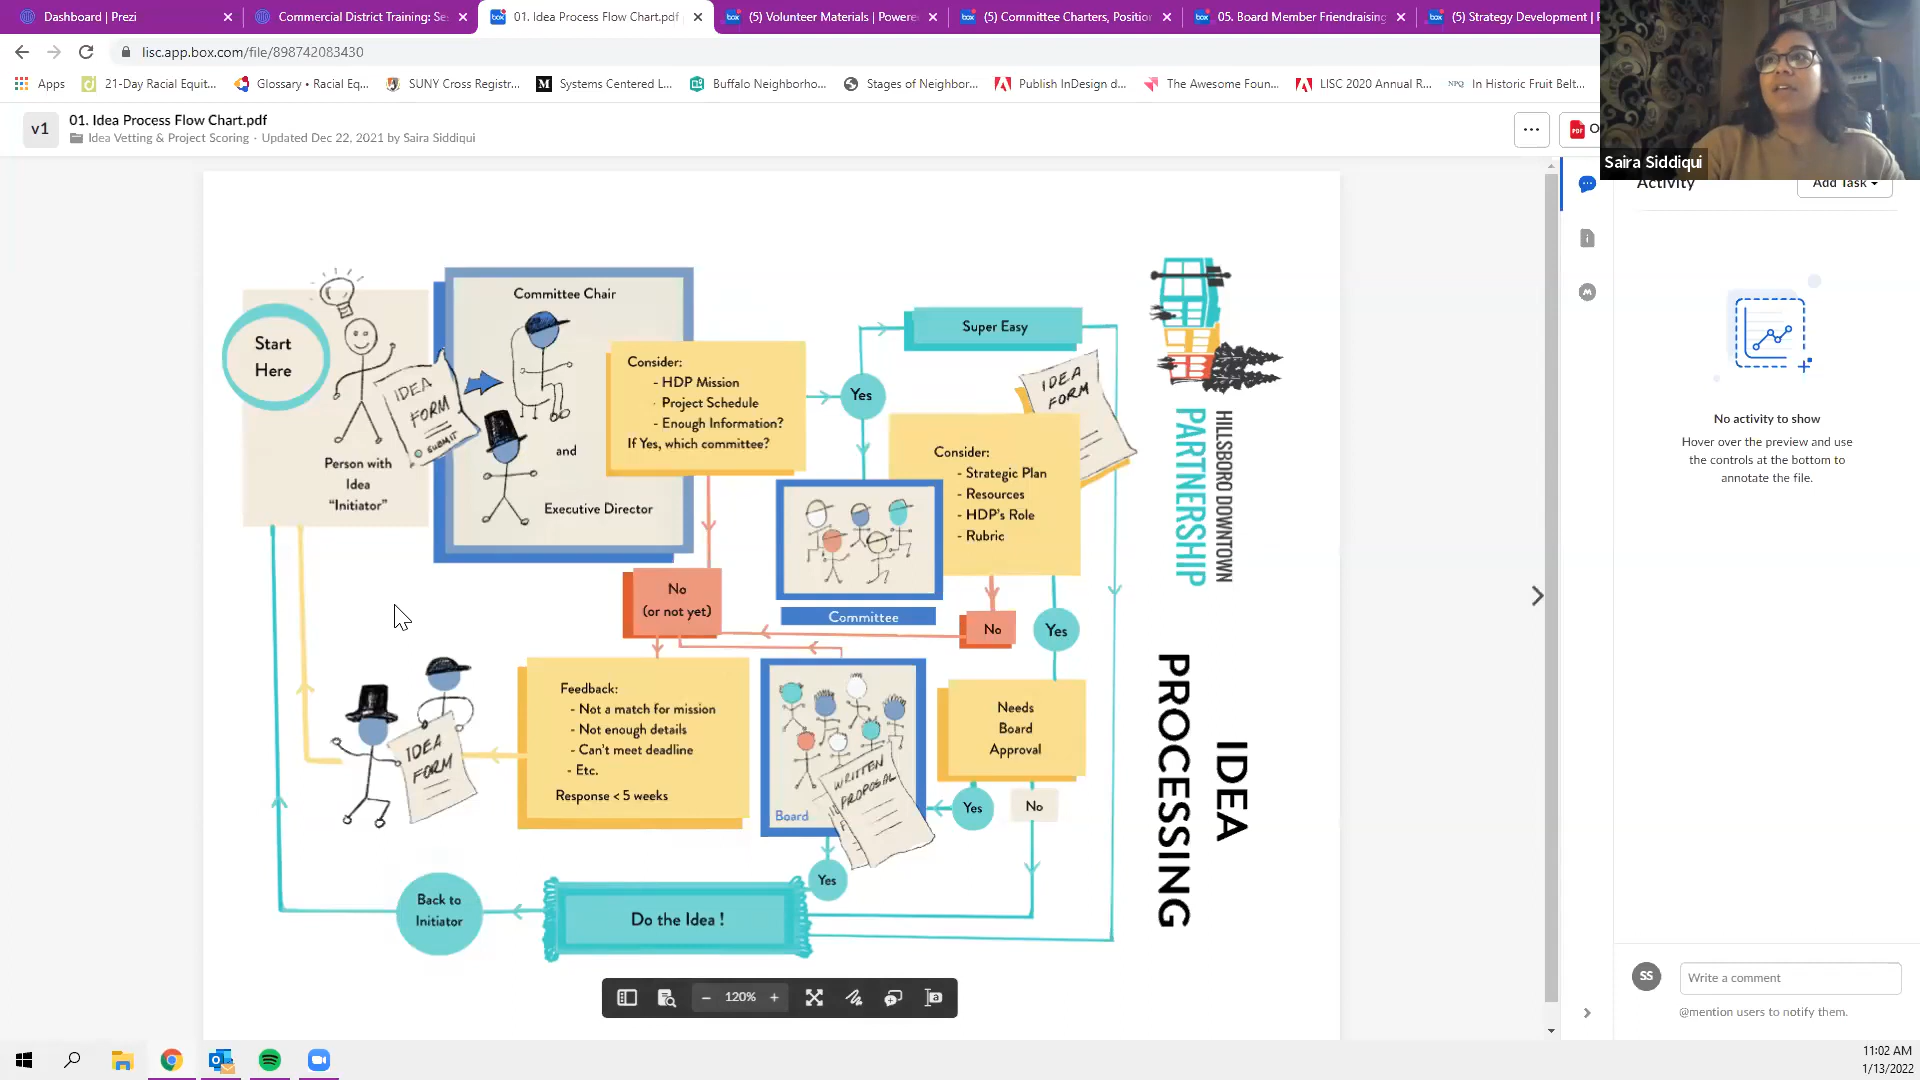 Dashboard | Prezi
Commercial District Training: Se
01. Idea Process Flow Chart.pdf
(5) Volunteer Materials | Powere
(5) Committee Charters, Position
05. Board Member Friendraising
(5) Strategy Development | P
lisc.app.box.com/file/898742083430
Apps
21-Day Racial Equit...
Glossary • Racial Eq...
SUNY Cross Registr...
Systems Centered L...
Buffalo Neighborho...
Stages of Neighbor...
Publish InDesign d...
The Awesome Foun...
LISC 2020 Annual R...
NPQ In Historic Fruit Belt...
v1
01. Idea Process Flow Chart.pdf
Idea Vetting & Project Scoring · Updated Dec 22, 2021 by Saira Siddiqui
PDF
Saira Siddiqui
Activity
Add Task
Start
Here
IDEA
FORM
SUBMIT
Person with
Idea
“Initiator”
Committee Chair
and
Executive Director
Consider:
- HDP Mission
- Project Schedule
- Enough Information?
If Yes, which committee?
Yes
Super Easy
IDEA
FORM
Consider:
- Strategic Plan
- Resources
- HDP's Role
- Rubric
Committee
No
(or not yet)
No
Yes
Needs
Board
Approval
Yes
No
WRITTEN
PROPOSAL
Board
Yes
Feedback:
- Not a match for mission
- Not enough details
- Can't meet deadline
- Etc.
Response < 5 weeks
IDEA
FORM
Do the Idea !
Back to
Initiator
HILLSBORO DOWNTOWN
PARTNERSHIP
IDEA
PROCESSING
No activity to show
Hover over the preview and use
the controls at the bottom to
annotate the file.
120%
SS
Write a comment
@mention users to notify them.
11:02 AM
1/13/2022